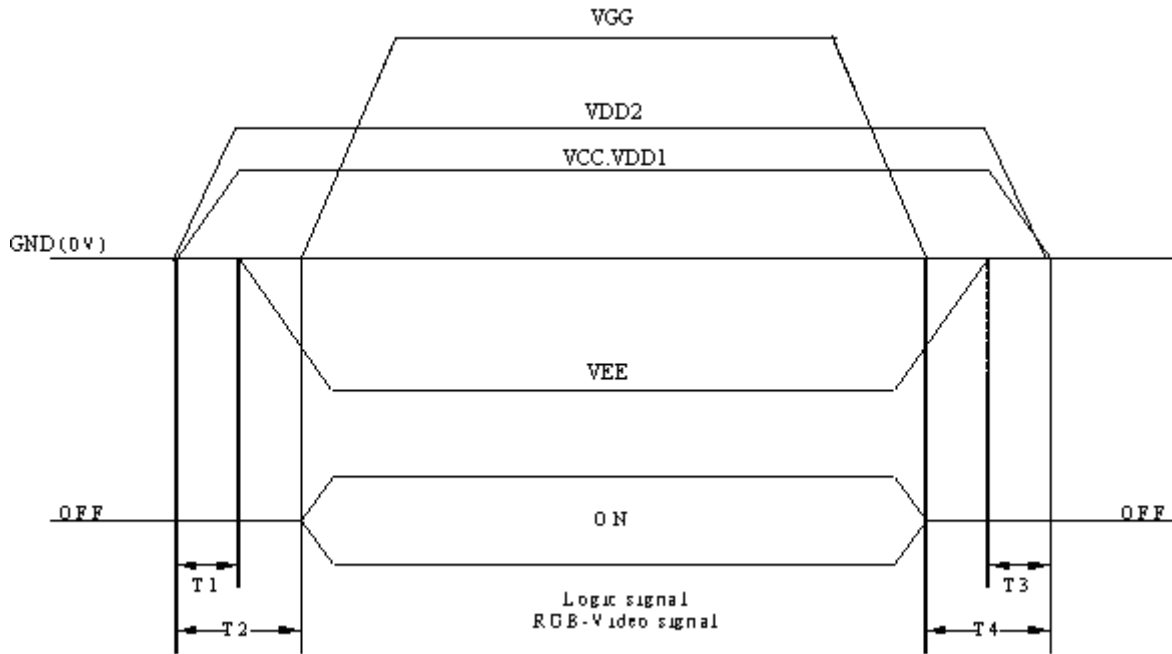 VGG
VDD2
VCC.VDD1
GND(0V)
VEE
OFF
ON
OFF
T1
T3
Logic signal
RGB-Video signal
T2
T4